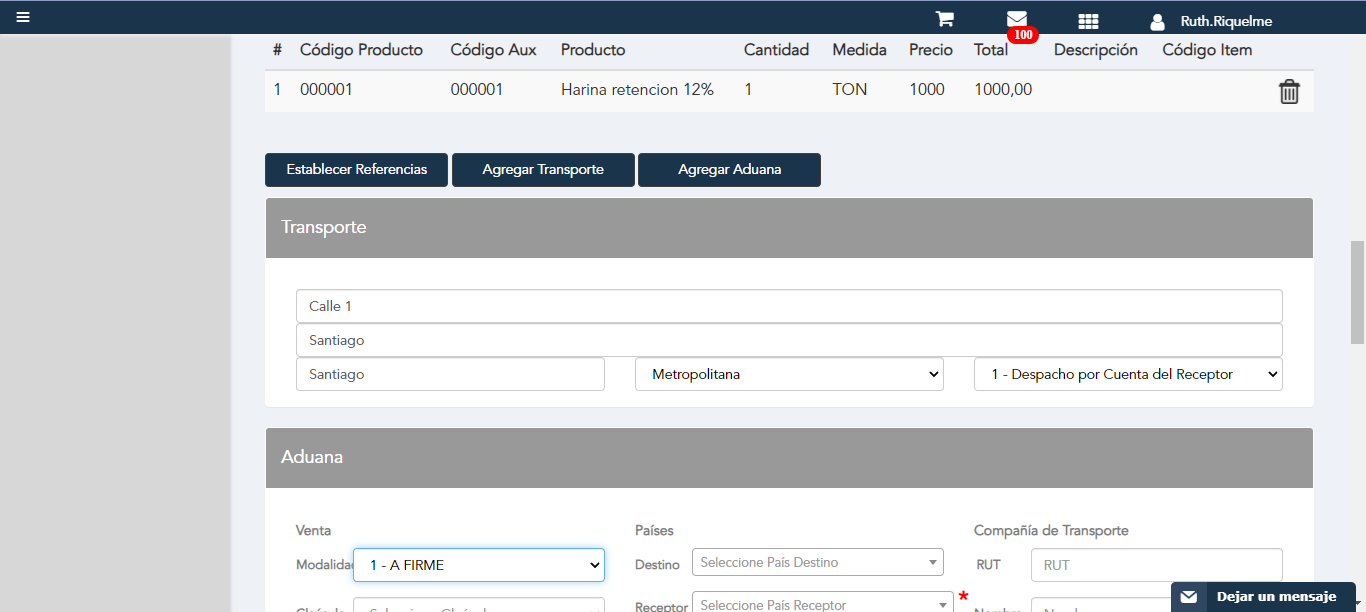 Ruth.Riquelme
100
# Código Producto Código Aux Producto Cantidad Medida Precio Total Descripción Código Item
1 000001 000001 Harina retencion 12% 1 TON 1000 1000,00
Establecer Referencias Agregar Transporte Agregar Aduana
Transporte
Calle 1
Santiago
Santiago Metropolitana 1 - Despacho por Cuenta del Receptor
Aduana
Venta Países Compañía de Transporte
Modalidad 1 - A FIRME Destino Seleccione País Destino RUT RUT
Receptor Seleccione País Receptor *
Dejar un mensaje